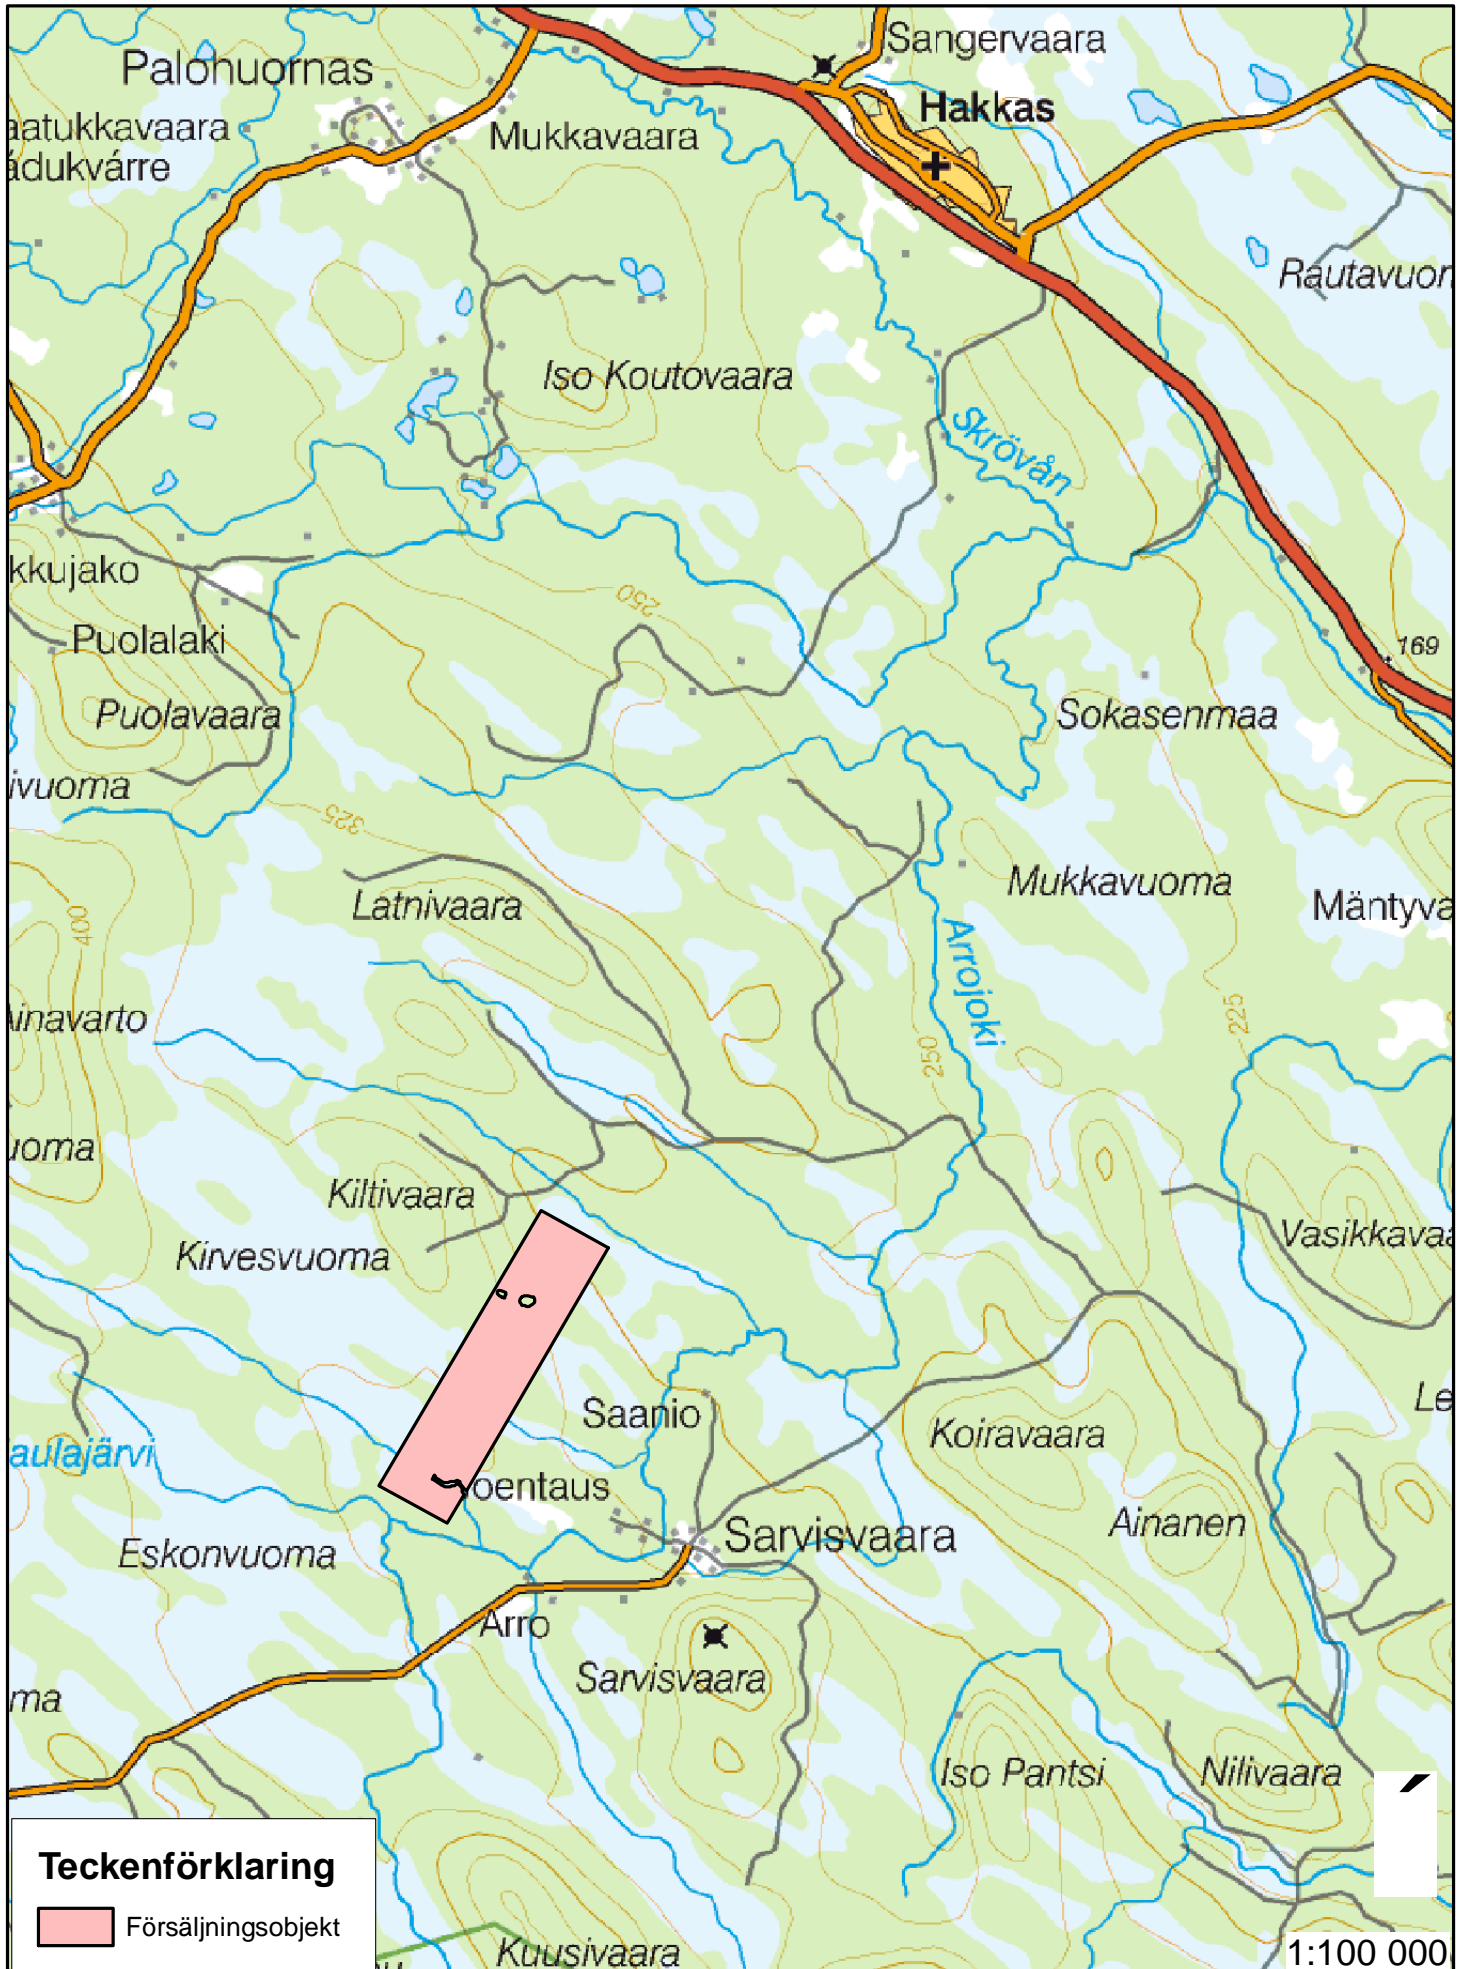 Sangervaara
Palohuornas
Hakkas
aatukkavaara
ádukvárre
Mukkavaara
Rautavuor
Iso Koutovaara
Skrövån
kkujako
250
Puolalaki
169
Puolavaara
Sokasenmaa
ivuoma
325
Latnivaara
Mukkavuoma
Mäntyva
400
Arrojoki
Ainavarto
225
250
uoma
Kiltivaara
Kirvesvuoma
Vasikkavaa
Le
Saanio
Koiravaara
aulajärvi
oentaus
Sarvisvaara
Ainanen
Eskonvuoma
Arro
Sarvisvaara
ma
Iso Pantsi
Nilivaara
Teckenförklaring
Försäljningsobjekt
Kuusivaara
1:100 000